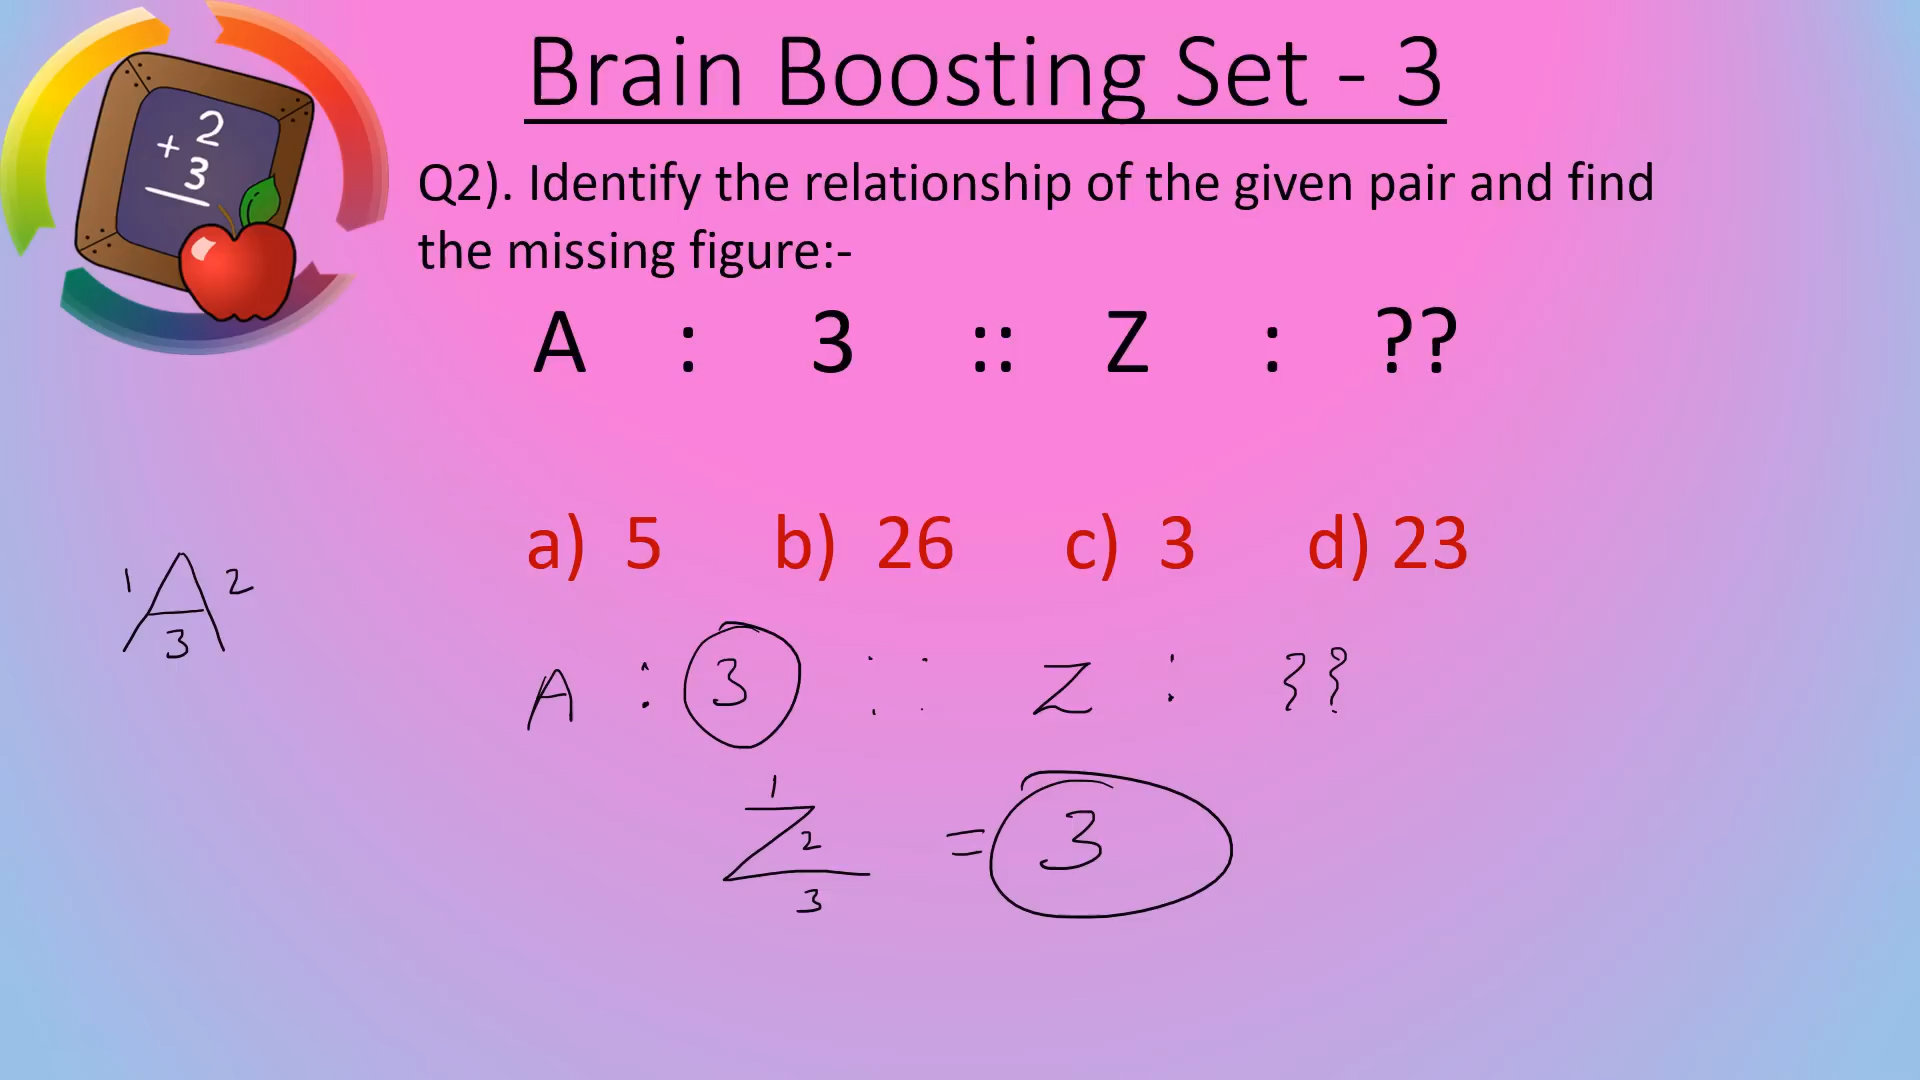 Brain Boosting Set - 3
2
+ 3
Q2). Identify the relationship of the given pair and find
the missing figure:-
A : 3 :: Z : ??
a) 5 b) 26 c) 3 d) 23
1 A 2
3
A : 3 :: Z : ??
1
Z 2 = 3
3